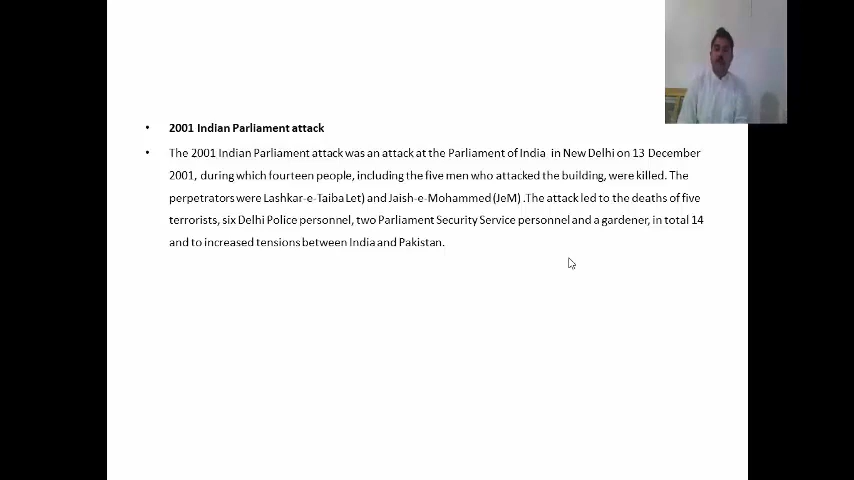 • 2001 Indian Parliament attack
• The 2001 Indian Parliament attack was an attack at the Parliament of India in New Delhi on 13 December
2001, during which fourteen people, including the five men who attacked the building, were killed. The
perpetrators were Lashkar-e-Taiba Let) and Jaish-e-Mohammed (JeM) .The attack led to the deaths of five
terrorists, six Delhi Police personnel, two Parliament Security Service personnel and a gardener, in total 14
and to increased tensions between India and Pakistan.